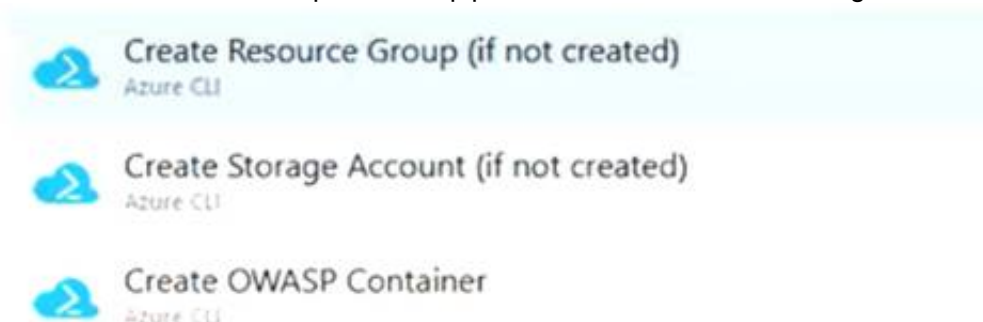 Create Resource Group (if not created)
Azure CLI
Create Storage Account (if not created)
Azure CLI
Create OWASP Container
Azure CLI